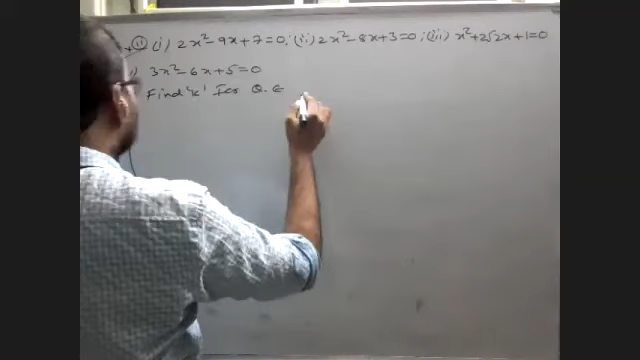 (11) (i) 2x² - 9x + 7 = 0; (ii) 2x² - 8x + 3 = 0; (iii) x² + 2√2x + 1 = 0
) 3x² - 6x + 5 = 0
Find 'k' For Q. E